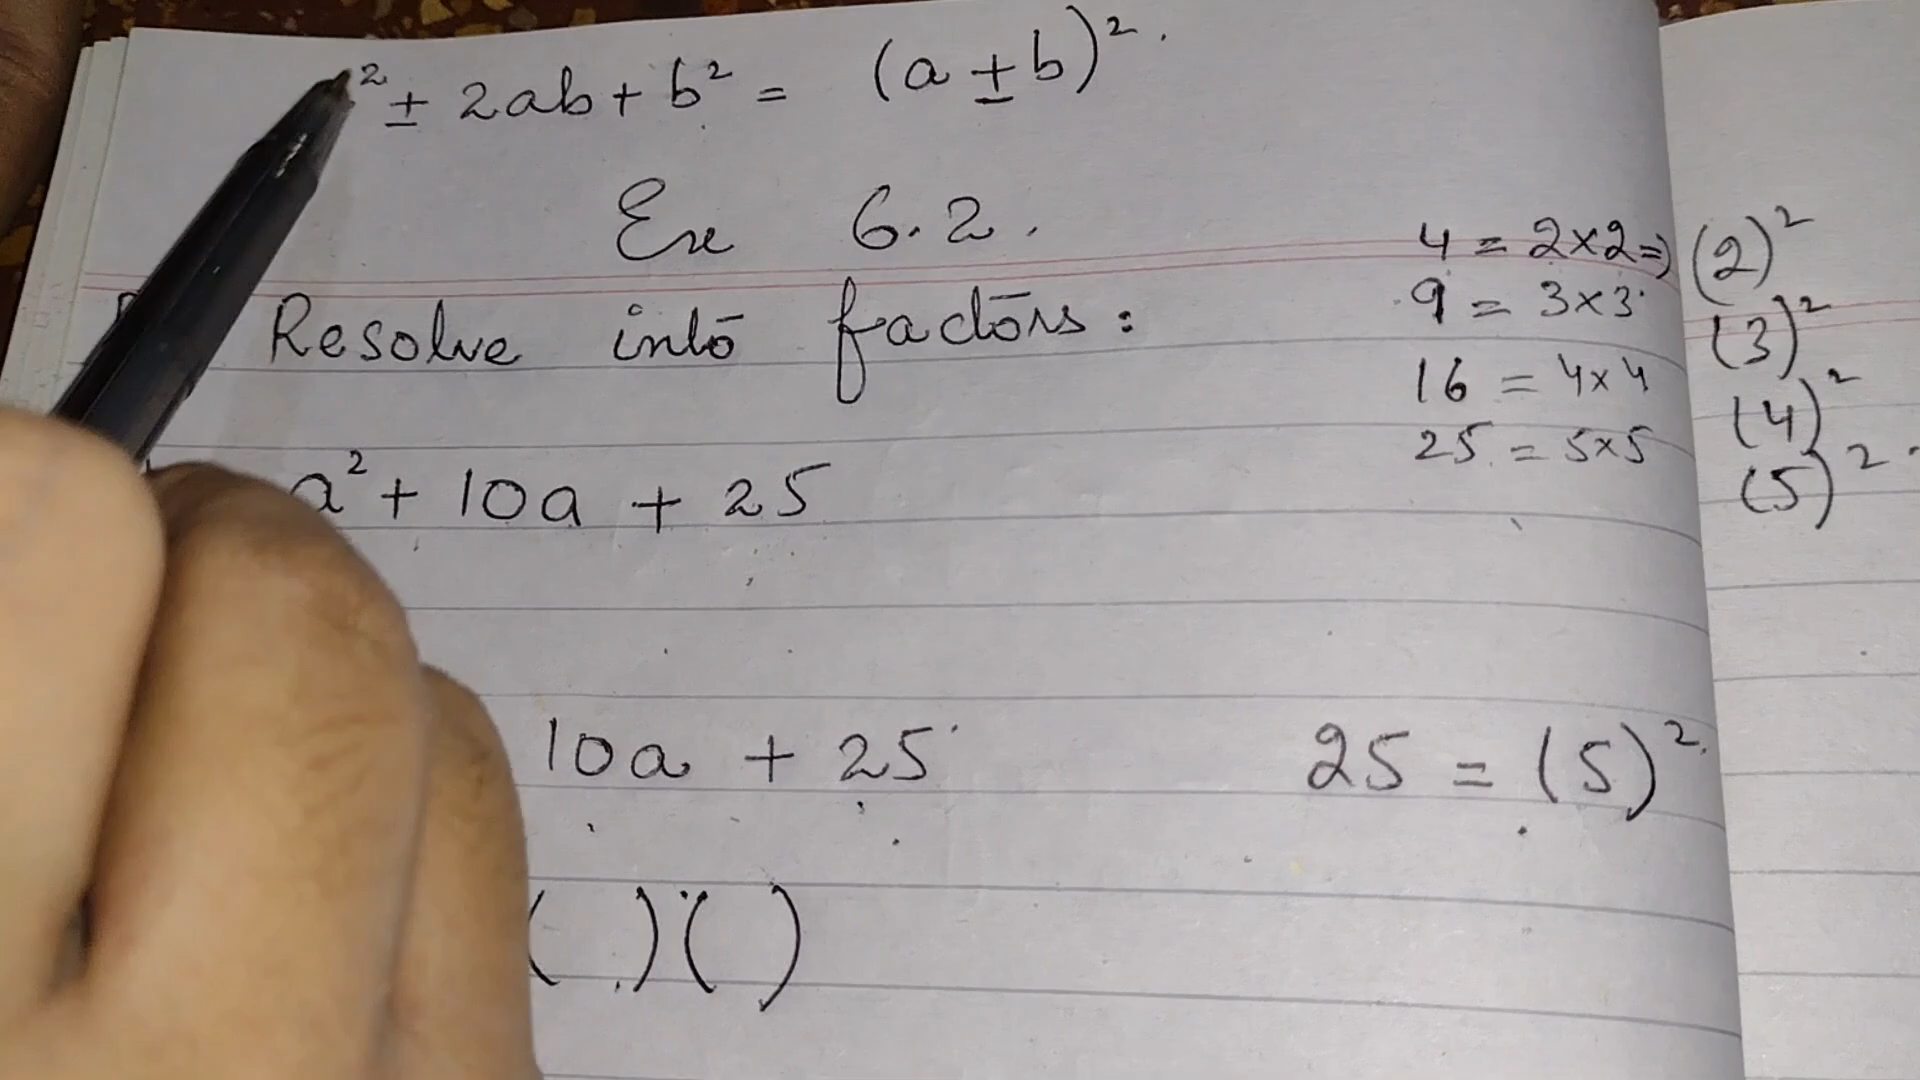 ² ± 2ab + b² = (a ± b)².
Ex 6.2.
Resolve into factors:
4 = 2×2 ⇒ (2)²
9 = 3×3 (3)²
16 = 4×4 (4)²
25 = 5×5 (5)²
a² + 10a + 25
10a + 25
25 = (5)²
( )( )